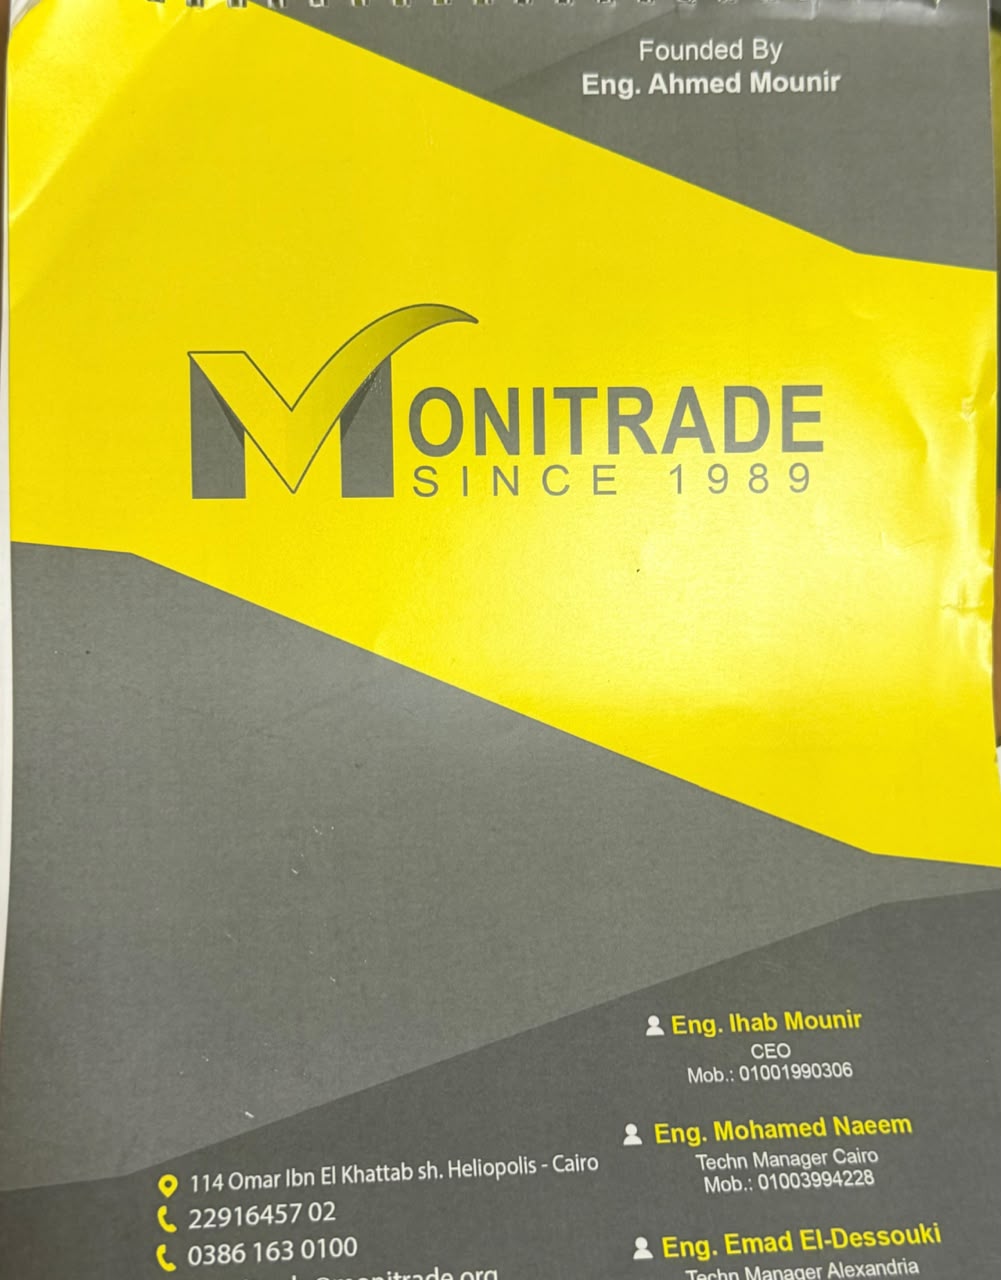 Founded By
Eng. Ahmed Mounir
MONITRADE
SINCE 1989
Eng. Ihab Mounir
CEO
Mob.: 01001990306
Eng. Mohamed Naeem
Techn Manager Cairo
Mob.: 01003994228
Eng. Emad El-Dessouki
Techn Manager Alexandria
114 Omar Ibn El Khattab sh. Heliopolis - Cairo
22916457 02
0386 163 0100
@monitrade.org